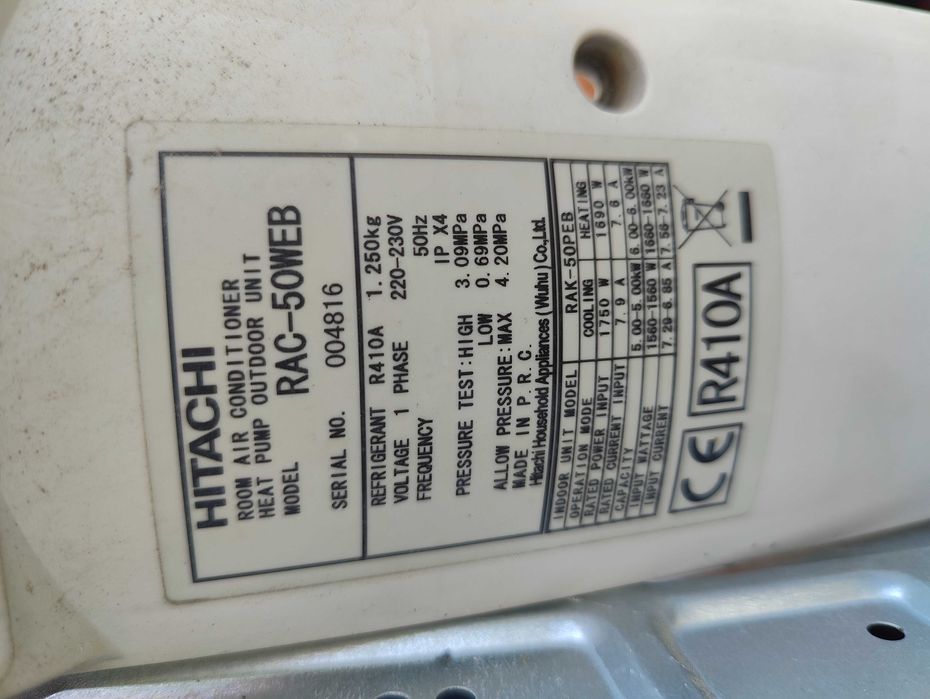 HITACHI
ROOM AIR CONDITIONER
HEAT PUMP OUTDOOR UNIT
MODEL RAC-50WEB
SERIAL NO. 004816
REFRIGERANT R410A 1.250kg
VOLTAGE 1 PHASE 220-230V
FREQUENCY 50Hz
IP X4
PRESSURE TEST:HIGH 3.09MPa
LOW 0.69MPa
ALLOW PRESSURE:MAX 4.20MPa
MADE IN P.R.C.
Hitachi Household Appliances (Wuhu) Co.,Ltd.
INDOOR UNIT MODEL RAK-50PEB
OPERATION MODE COOLING HEATING
RATED POWER INPUT 1750 W 1690 W
RATED CURRENT INPUT 7.9 A 7.6 A
CAPACITY 5.00-5.00kW 6.00-6.00kW
INPUT WATTAGE 1560-1560 W 1660-1660 W
INPUT CURRENT 7.29-6.85 A 7.56-7.23 A
CE R410A